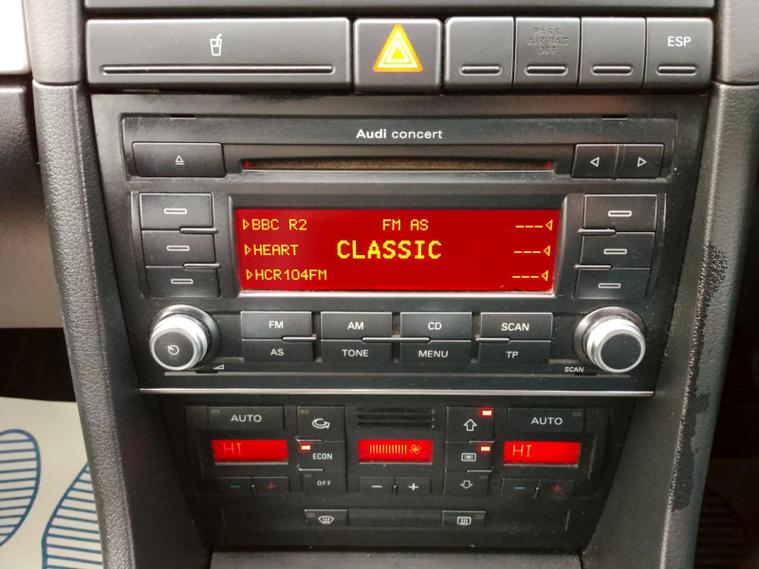 PASS. AIRBAG OFF
ESP
Audi concert
BBC R2 FM AS ---
HEART CLASSIC ---
HCR104FM ---
FM AM CD SCAN
AS TONE MENU TP
SCAN
AUTO AUTO
HI HI
ECON
OFF
- + - + - +